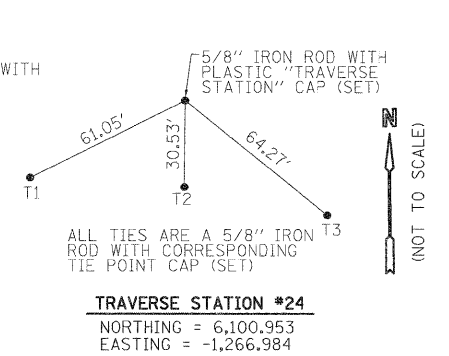 WITH
5/8" IRON ROD WITH
PLASTIC "TRAVERSE
STATION" CAP (SET)
61.05'
30.53'
64.27'
T1
T2
T3
N
(NOT TO SCALE)
ALL TIES ARE A 5/8" IRON
ROD WITH CORRESPONDING
TIE POINT CAP (SET)
TRAVERSE STATION #24
NORTHING = 6,100.953
EASTING = -1,266.984